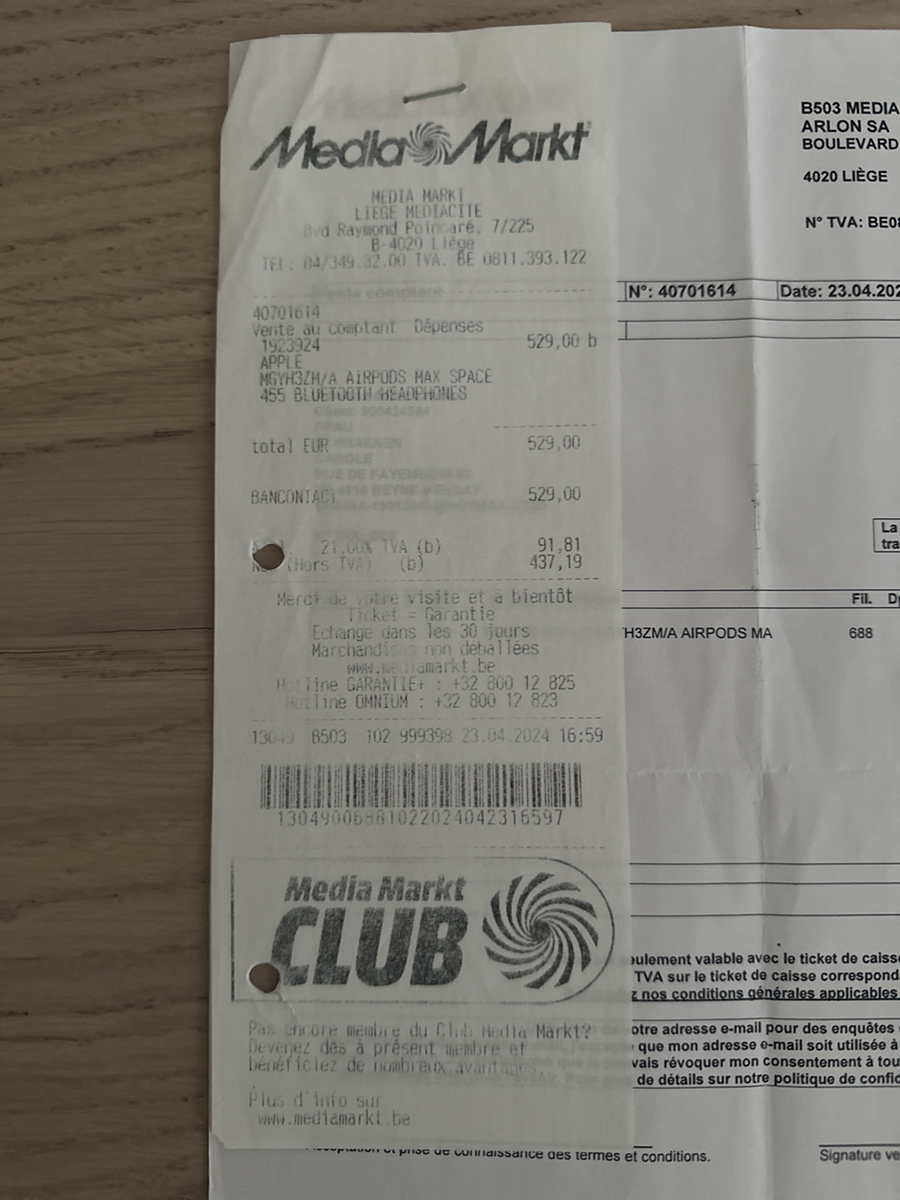 Media Markt
MEDIA MARKT
LIEGE MEDIACITE
Bvd Raymond Poincaré, 7/225
B-4020 Liège
TEL: 04/349.32.00 TVA. BE 0811.393.122
40701614
Vente au comptant Dépenses
1923924 529,00 b
APPLE
MGYH3ZM/A AIRPODS MAX SPACE
455 BLUETOOTH HEADPHONES
total EUR 529,00
BANCONTACT 529,00
21,00% TVA (b) 91,81
(Hors TVA) (b) 437,19
Merci de votre visite et à bientôt
Ticket = Garantie
Echange dans les 30 jours
Marchandises non déballées
www.mediamarkt.be
Hotline GARANTIE+ : +32 800 12 825
Hotline OMNIUM : +32 800 12 823
13049 B503 102 999398 23.04.2024 16:59
13049006881022024042316597
Media Markt
CLUB
Pas encore membre du Club Media Markt?
Devenez dès à présent membre et
bénéficiez de nombreux avantages.
Plus d'info sur
www.mediamarkt.be
B503 MEDIA
ARLON SA
BOULEVARD
4020 LIÈGE
N° TVA: BE08
N°: 40701614 Date: 23.04.202
La
tra
Fil.
H3ZM/A AIRPODS MA 688
ulement valable avec le ticket de caiss
TVA sur le ticket de caisse correspond
z nos conditions générales applicables
otre adresse e-mail pour des enquêtes
que mon adresse e-mail soit utilisée à
vais révoquer mon consentement à tou
de détails sur notre politique de confid
prise de connaissance des termes et conditions.
Signature ve